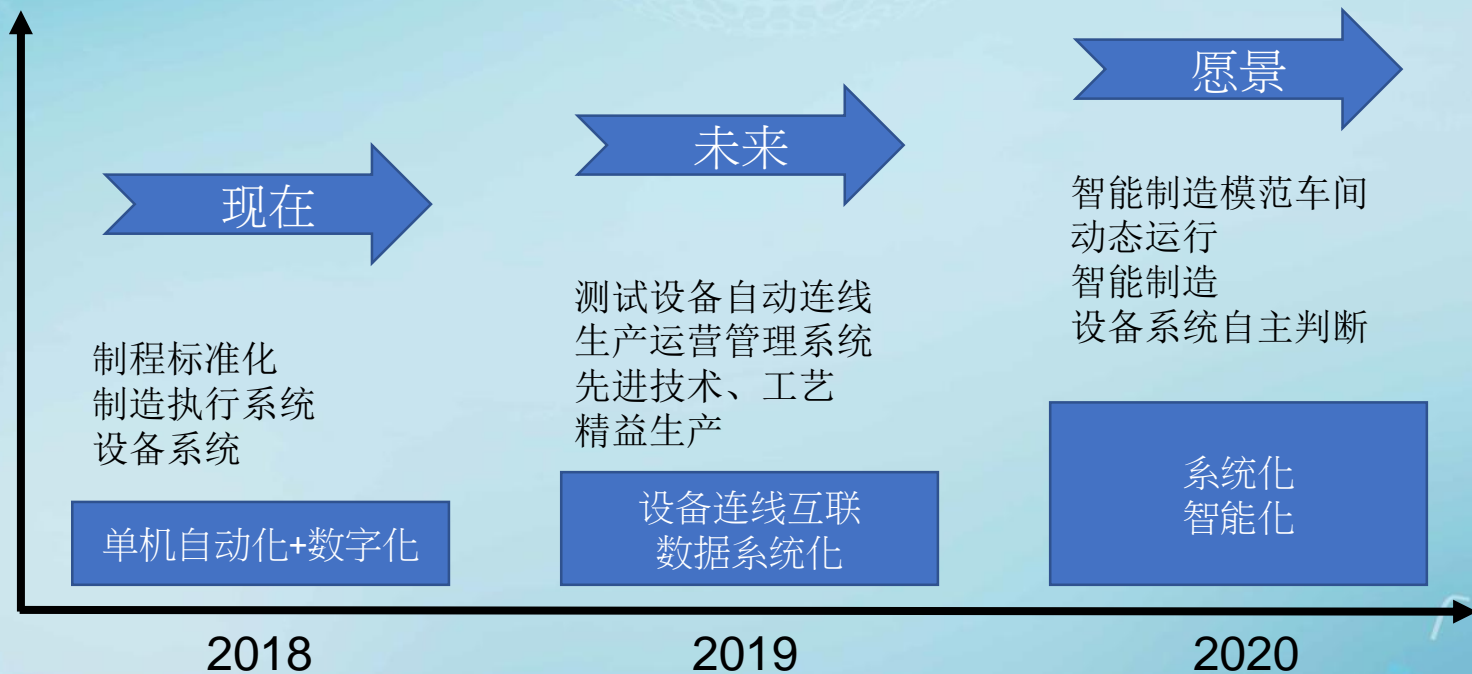 现在
制程标准化
制造执行系统
设备系统
单机自动化+数字化
2018
未来
测试设备自动连线
生产运营管理系统
先进技术、工艺
精益生产
设备连线互联
数据系统化
2019
愿景
智能制造模范车间
动态运行
智能制造
设备系统自主判断
系统化
智能化
2020